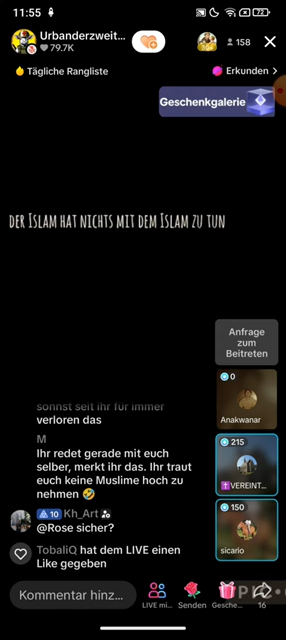 11:55
72
Urbanderzweit...
79.7K
158
Tägliche Rangliste
Erkunden >
Geschenkgalerie
DER ISLAM HAT NICHTS MIT DEM ISLAM ZU TUN
Anfrage
zum
Beitreten
0
Anakwanar
sonnst seit ihr für immer
verloren das
M
Ihr redet gerade mit euch
selber, merkt ihr das. Ihr traut
euch keine Muslime hoch zu
nehmen 🤣
215
VEREINT...
10 Kh_Art
@Rose sicher?
150
sicario
TobaliQ hat dem LIVE einen
Like gegeben
Kommentar hinz...
LIVE mi...
Senden
Gesche...
16